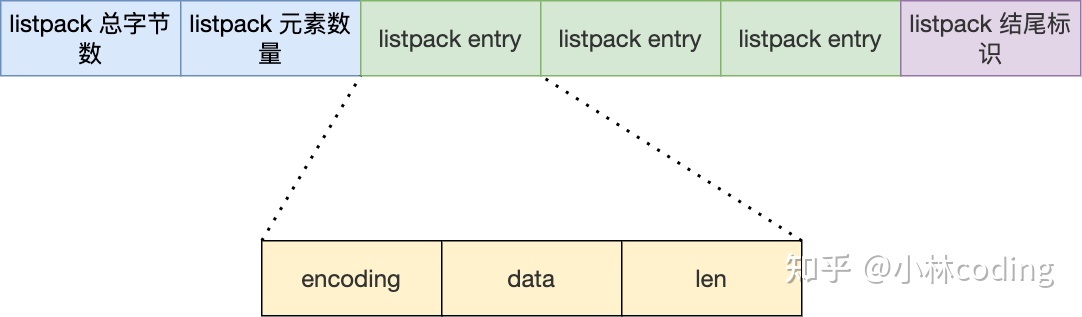 listpack 总字节
数
listpack 元素数
量
listpack entry
listpack entry
listpack entry
listpack 结尾标
识
encoding
data
len
知乎 @小林coding